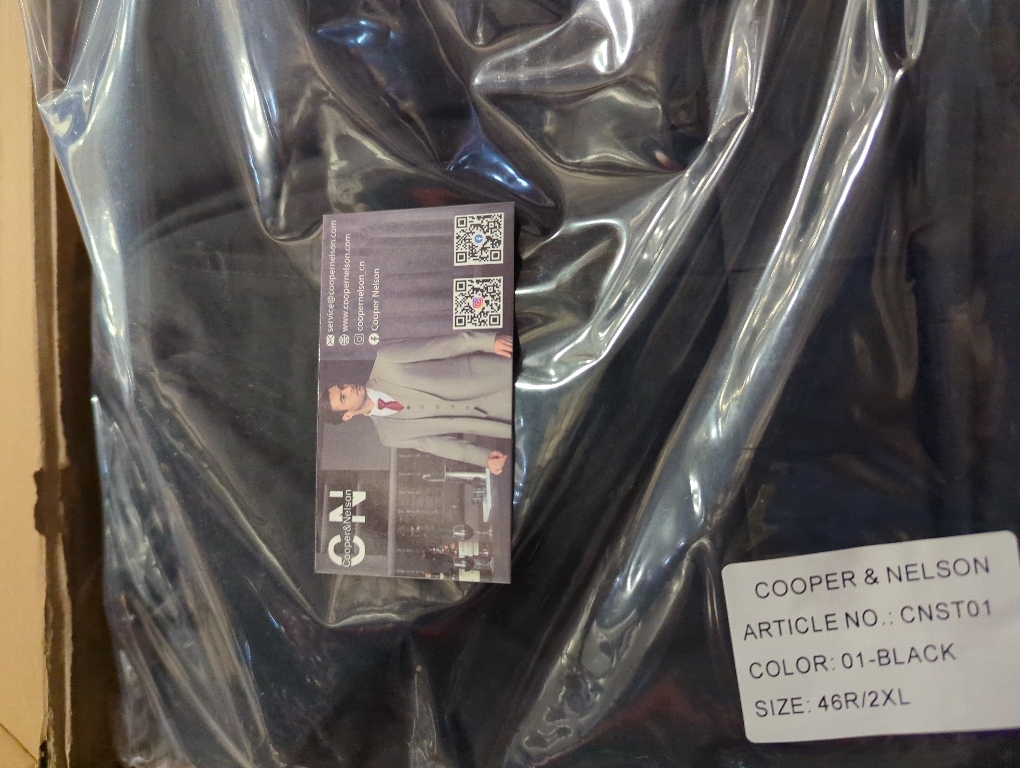 service@coopernelson.com
www.coopernelson.com
coopernelson_cn
Cooper Nelson
CN
Cooper&Nelson
COOPER & NELSON
ARTICLE NO.: CNST01
COLOR: 01-BLACK
SIZE: 46R/2XL